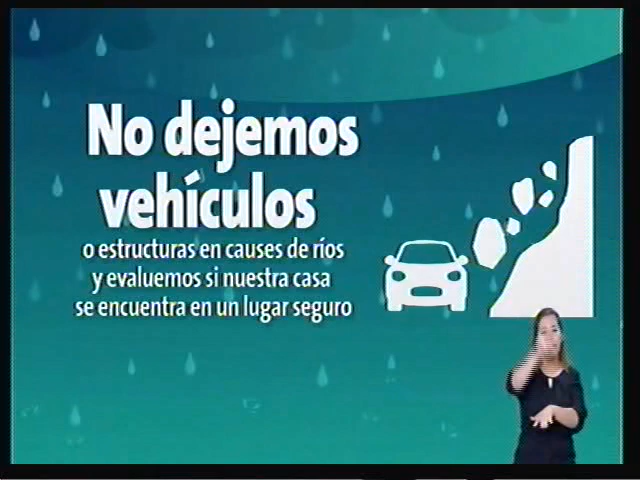 No dejemos
vehículos
o estructuras en causes de ríos
y evaluemos si nuestra casa
se encuentra en un lugar seguro